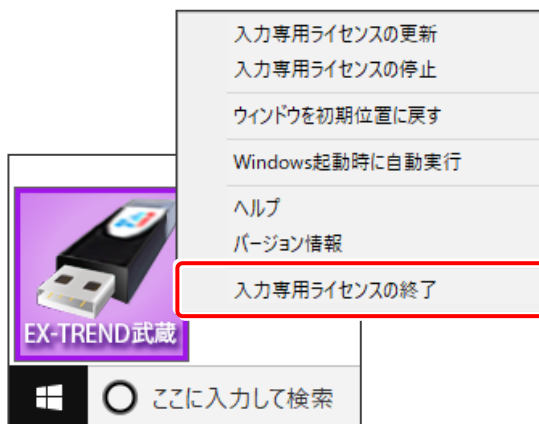 入力専用ライセンスの更新
入力専用ライセンスの停止
ウィンドウを初期位置に戻す
Windows起動時に自動実行
ヘルプ
バージョン情報
入力専用ライセンスの終了
EX-TREND武蔵
ここに入力して検索